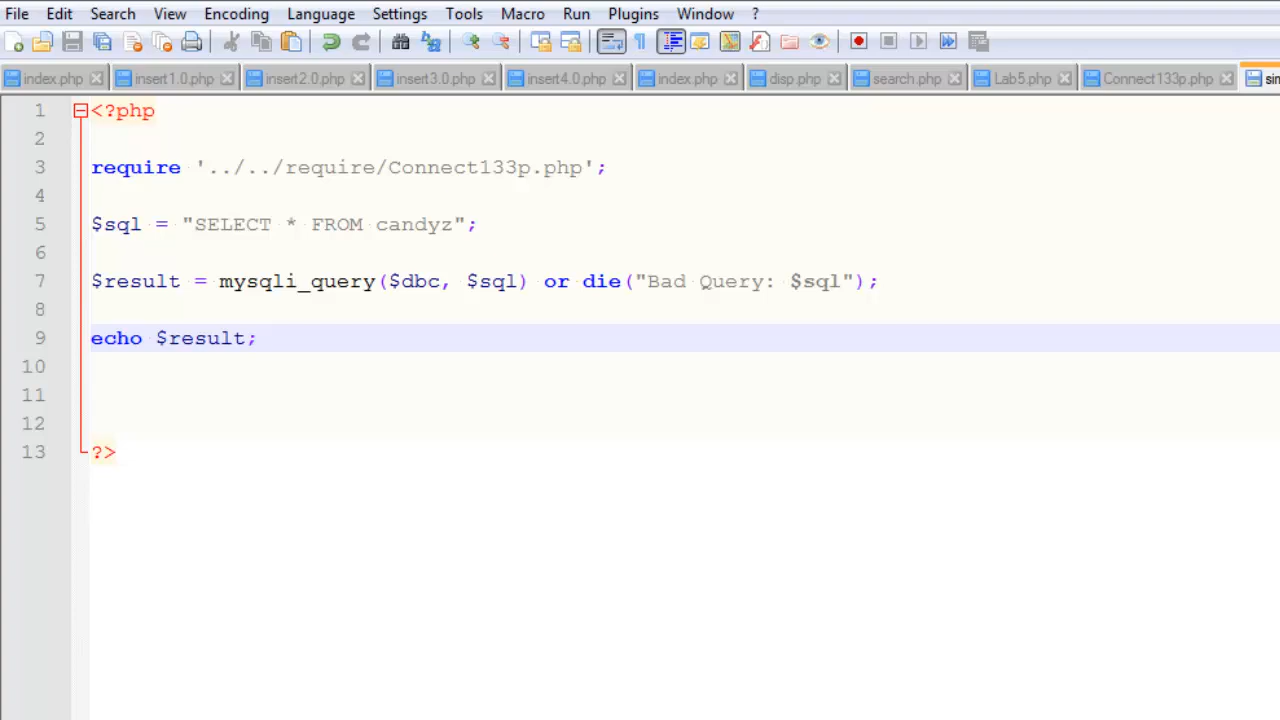 File Edit Search View Encoding Language Settings Tools Macro Run Plugins Window ?
index.php insert1.0.php insert2.0.php insert3.0.php insert4.0.php index.php disp.php search.php Lab5.php Connect133p.php
1 <?php
2
3 require '../../require/Connect133p.php';
4
5 $sql = "SELECT * FROM candyz";
6
7 $result = mysqli_query($dbc, $sql) or die("Bad Query: $sql");
8
9 echo $result;
10
11
12
13 ?>